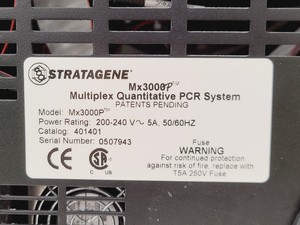 STRATAGENE®
Mx3000P™
Multiplex Quantitative PCR System
PATENTS PENDING
Model: Mx3000P™
Power Rating: 200-240 V~ 5A, 50/60HZ
Catalog: 401401
Serial Number: 0507943
Fuse
WARNING
For continued protection
against risk of fire, replace with
T5A 250V Fuse
CE
C US